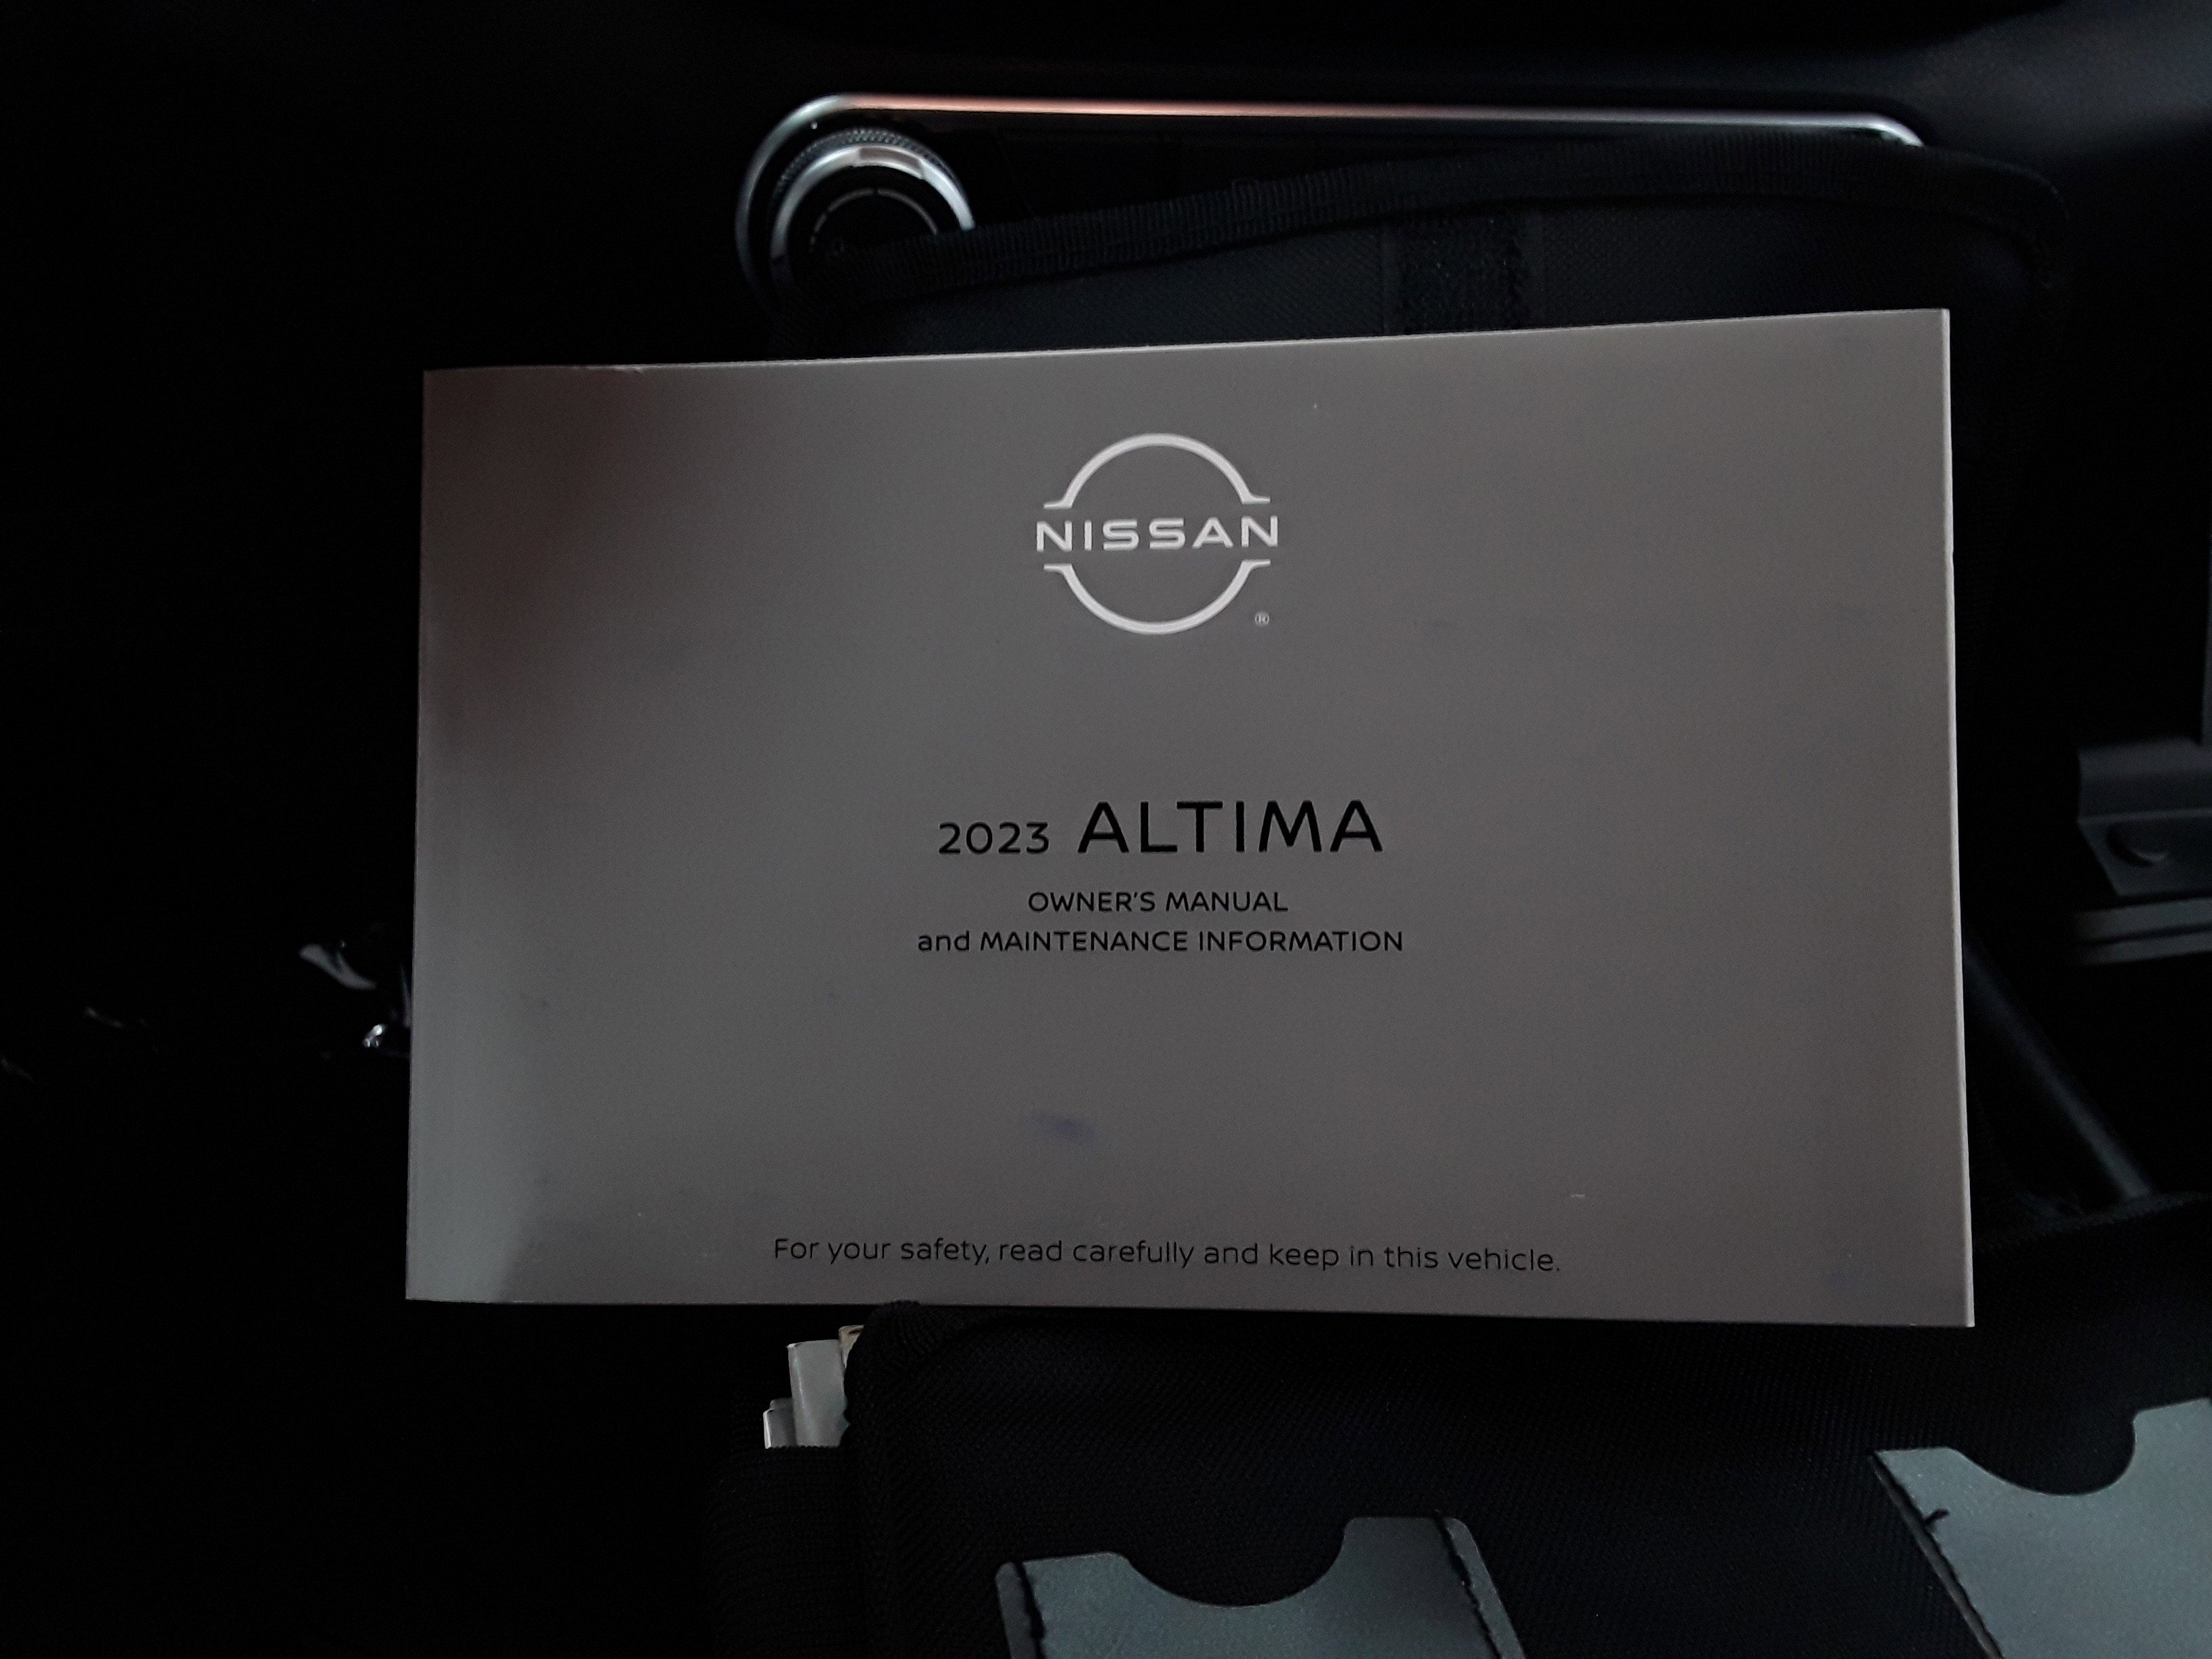 NISSAN
®
2023 ALTIMA
OWNER'S MANUAL
and MAINTENANCE INFORMATION
For your safety, read carefully and keep in this vehicle.